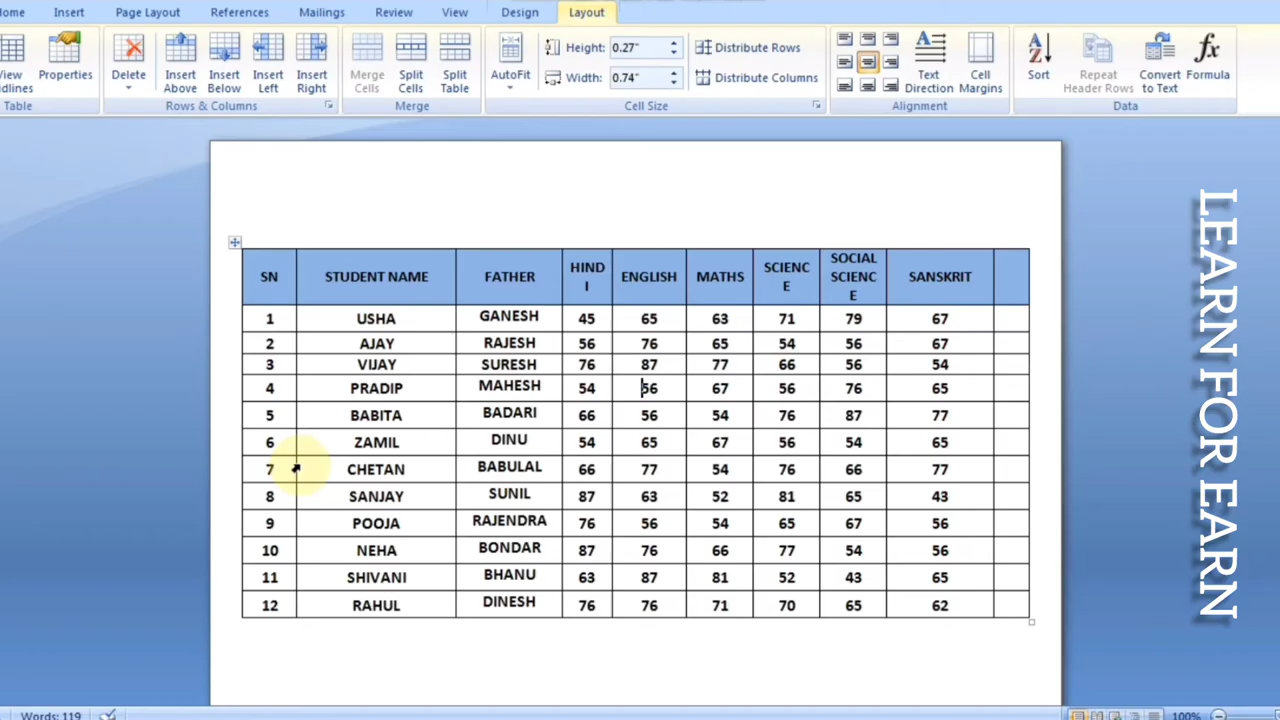 ome Insert Page Layout References Mailings Review View Design Layout
View
dlines
Properties
Delete
Insert
Above
Insert
Below
Insert
Left
Insert
Right
Merge
Cells
Split
Cells
Split
Table
AutoFit
Height: 0.27"
Width: 0.74"
Distribute Rows
Distribute Columns
Text
Direction
Cell
Margins
Sort
Repeat
Header Rows
Convert
to Text
Formula
Table Rows & Columns Merge Cell Size Alignment Data
SN STUDENT NAME FATHER HIND
I ENGLISH MATHS SCIENC
E SOCIAL
SCIENC
E SANSKRIT
1 USHA GANESH 45 65 63 71 79 67
2 AJAY RAJESH 56 76 65 54 56 67
3 VIJAY SURESH 76 87 77 66 56 54
4 PRADIP MAHESH 54 56 67 56 76 65
5 BABITA BADARI 66 56 54 76 87 77
6 ZAMIL DINU 54 65 67 56 54 65
7 CHETAN BABULAL 66 77 54 76 66 77
8 SANJAY SUNIL 87 63 52 81 65 43
9 POOJA RAJENDRA 76 56 54 65 67 56
10 NEHA BONDAR 87 76 66 77 54 56
11 SHIVANI BHANU 63 87 81 52 43 65
12 RAHUL DINESH 76 76 71 70 65 62
LEARN FOR EARN
Words: 119
100%